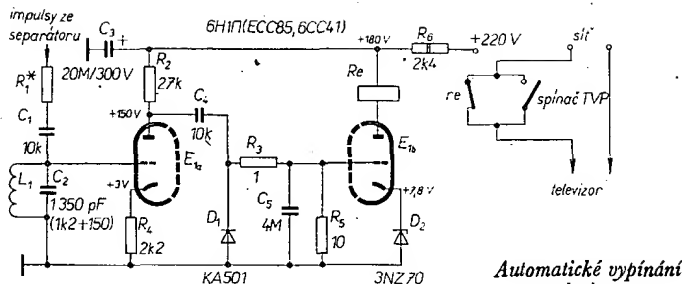 impulsy ze
separátoru
C3
+
6Н1П(ECC85, 6CC41)
+180V
R6
+220V
síť
R1*
20M/300V
R2
27k
Re
2k4
C1
+150V
C4
re
spínač TVP
10k
10k
E1a
R3
E1b
L1
C2
+3V
1
+7,8V
televizor
1350 pF
(1k2+150)
R4
2k2
D1
C5
4M
R5
10
D2
KA501
3NZ70
Automatické vypínání